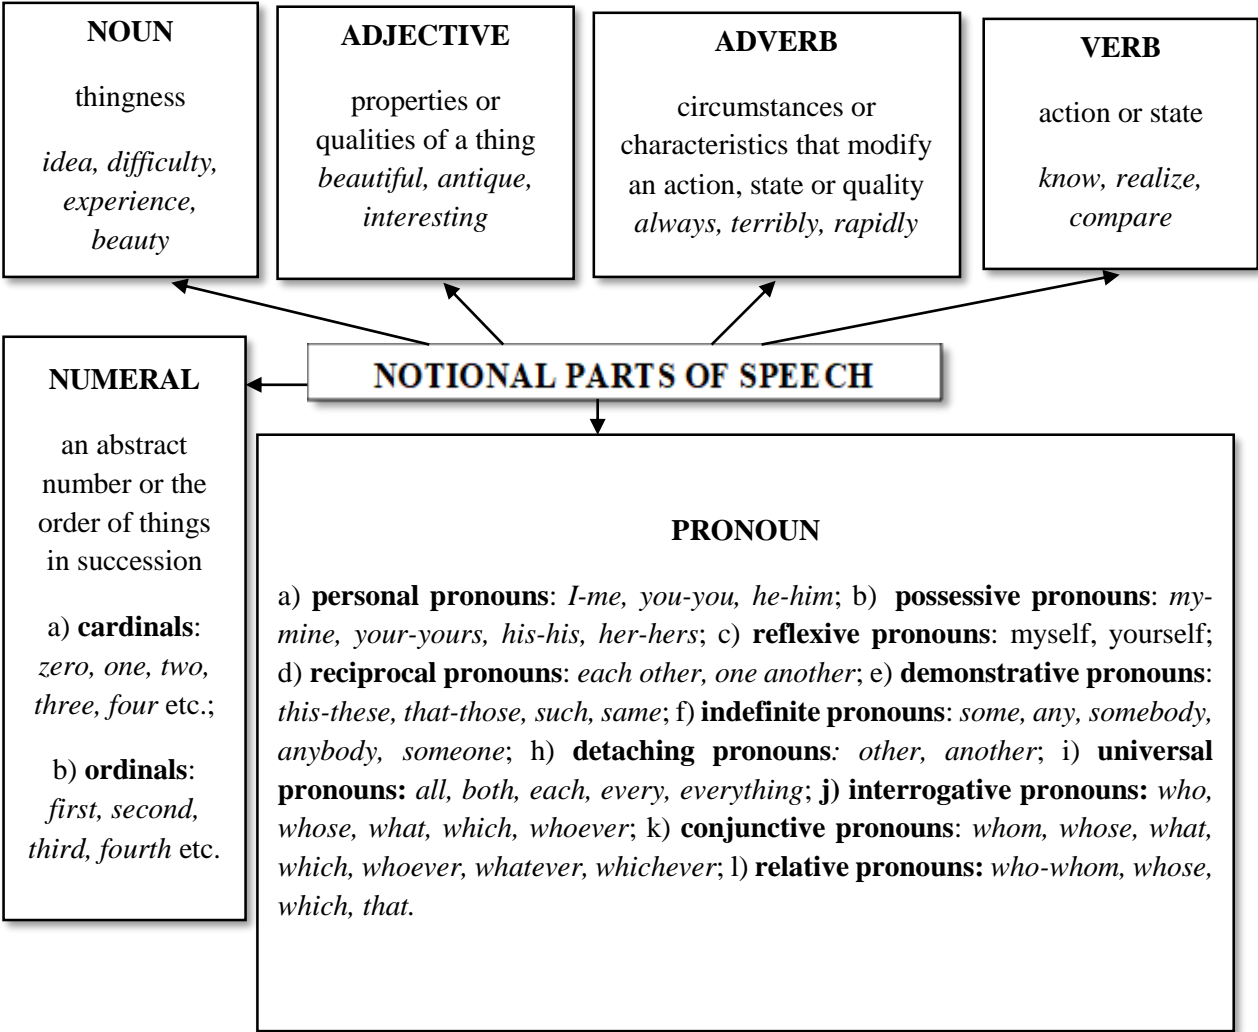 NOUN
thingness
idea, difficulty,
experience,
beauty
ADJECTIVE
properties or
qualities of a thing
beautiful, antique,
interesting
ADVERB
circumstances or
characteristics that modify
an action, state or quality
always, terribly, rapidly
VERB
action or state
know, realize,
compare
NOTIONAL PARTS OF SPEECH
NUMERAL
an abstract
number or the
order of things
in succession
a) cardinals:
zero, one, two,
three, four etc.;
b) ordinals:
first, second,
third, fourth etc.
PRONOUN
a) personal pronouns: I-me, you-you, he-him; b) possessive pronouns: my-
mine, your-yours, his-his, her-hers; c) reflexive pronouns: myself, yourself;
d) reciprocal pronouns: each other, one another; e) demonstrative pronouns:
this-these, that-those, such, same; f) indefinite pronouns: some, any, somebody,
anybody, someone; h) detaching pronouns: other, another; i) universal
pronouns: all, both, each, every, everything; j) interrogative pronouns: who,
whose, what, which, whoever; k) conjunctive pronouns: whom, whose, what,
which, whoever, whatever, whichever; l) relative pronouns: who-whom, whose,
which, that.